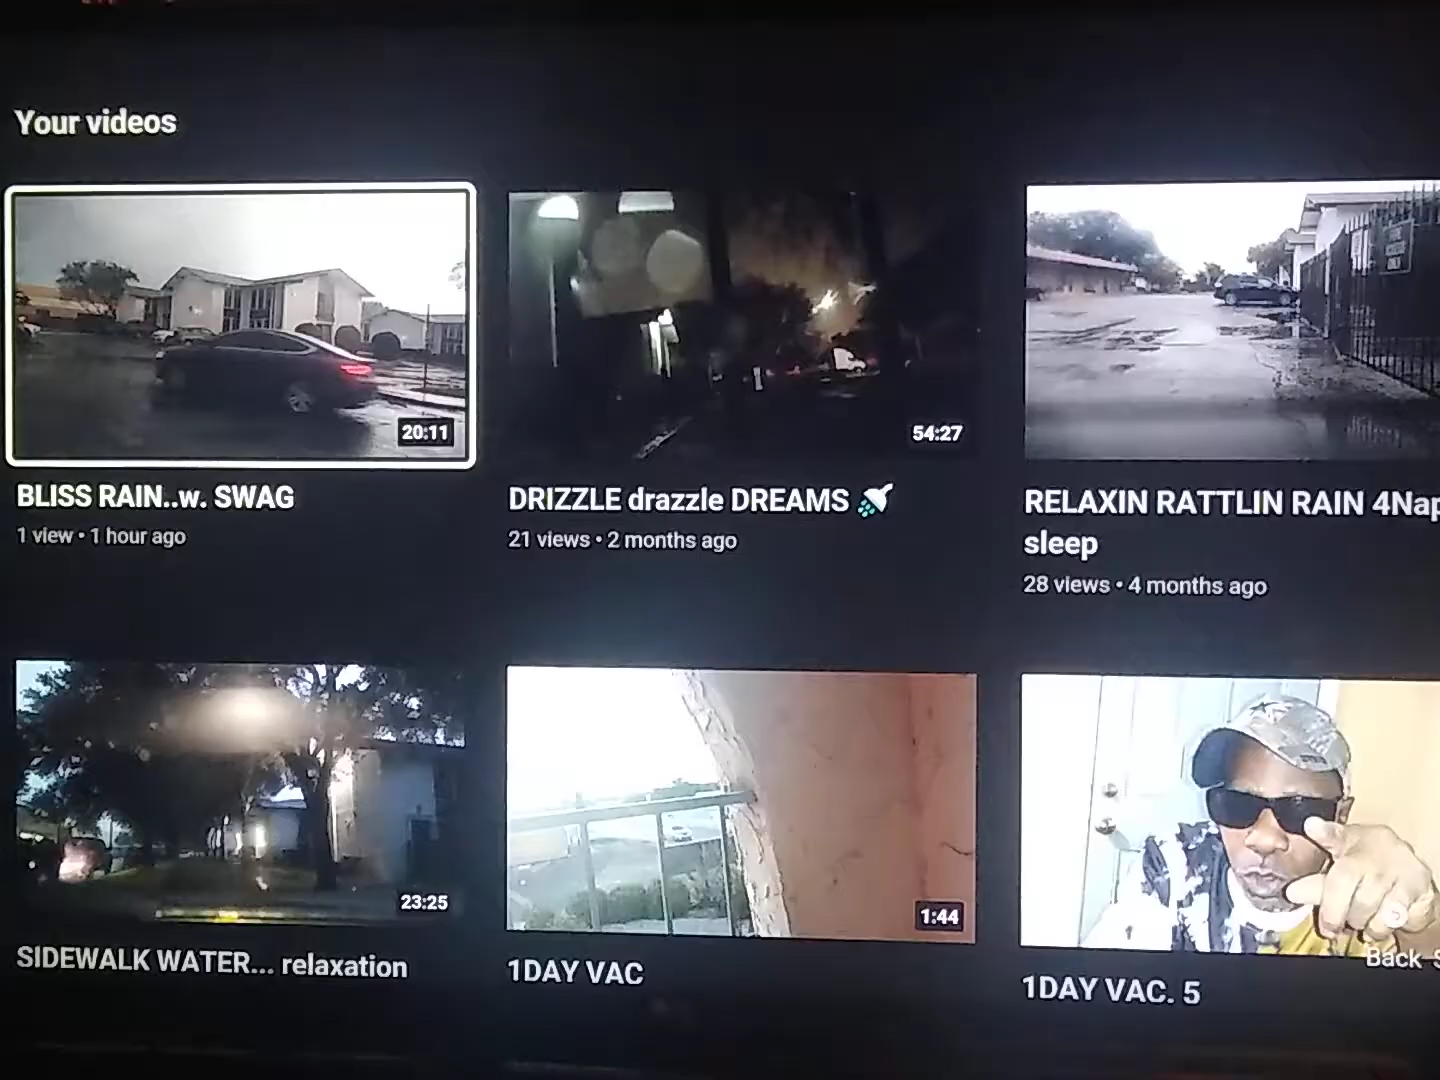 Your videos
20:11
54:27
BLISS RAIN..w. SWAG
1 view • 1 hour ago
DRIZZLE drazzle DREAMS 🚿
21 views • 2 months ago
RELAXIN RATTLIN RAIN 4Nap
sleep
28 views • 4 months ago
23:25
1:44
SIDEWALK WATER... relaxation
1DAY VAC
Back
1DAY VAC. 5